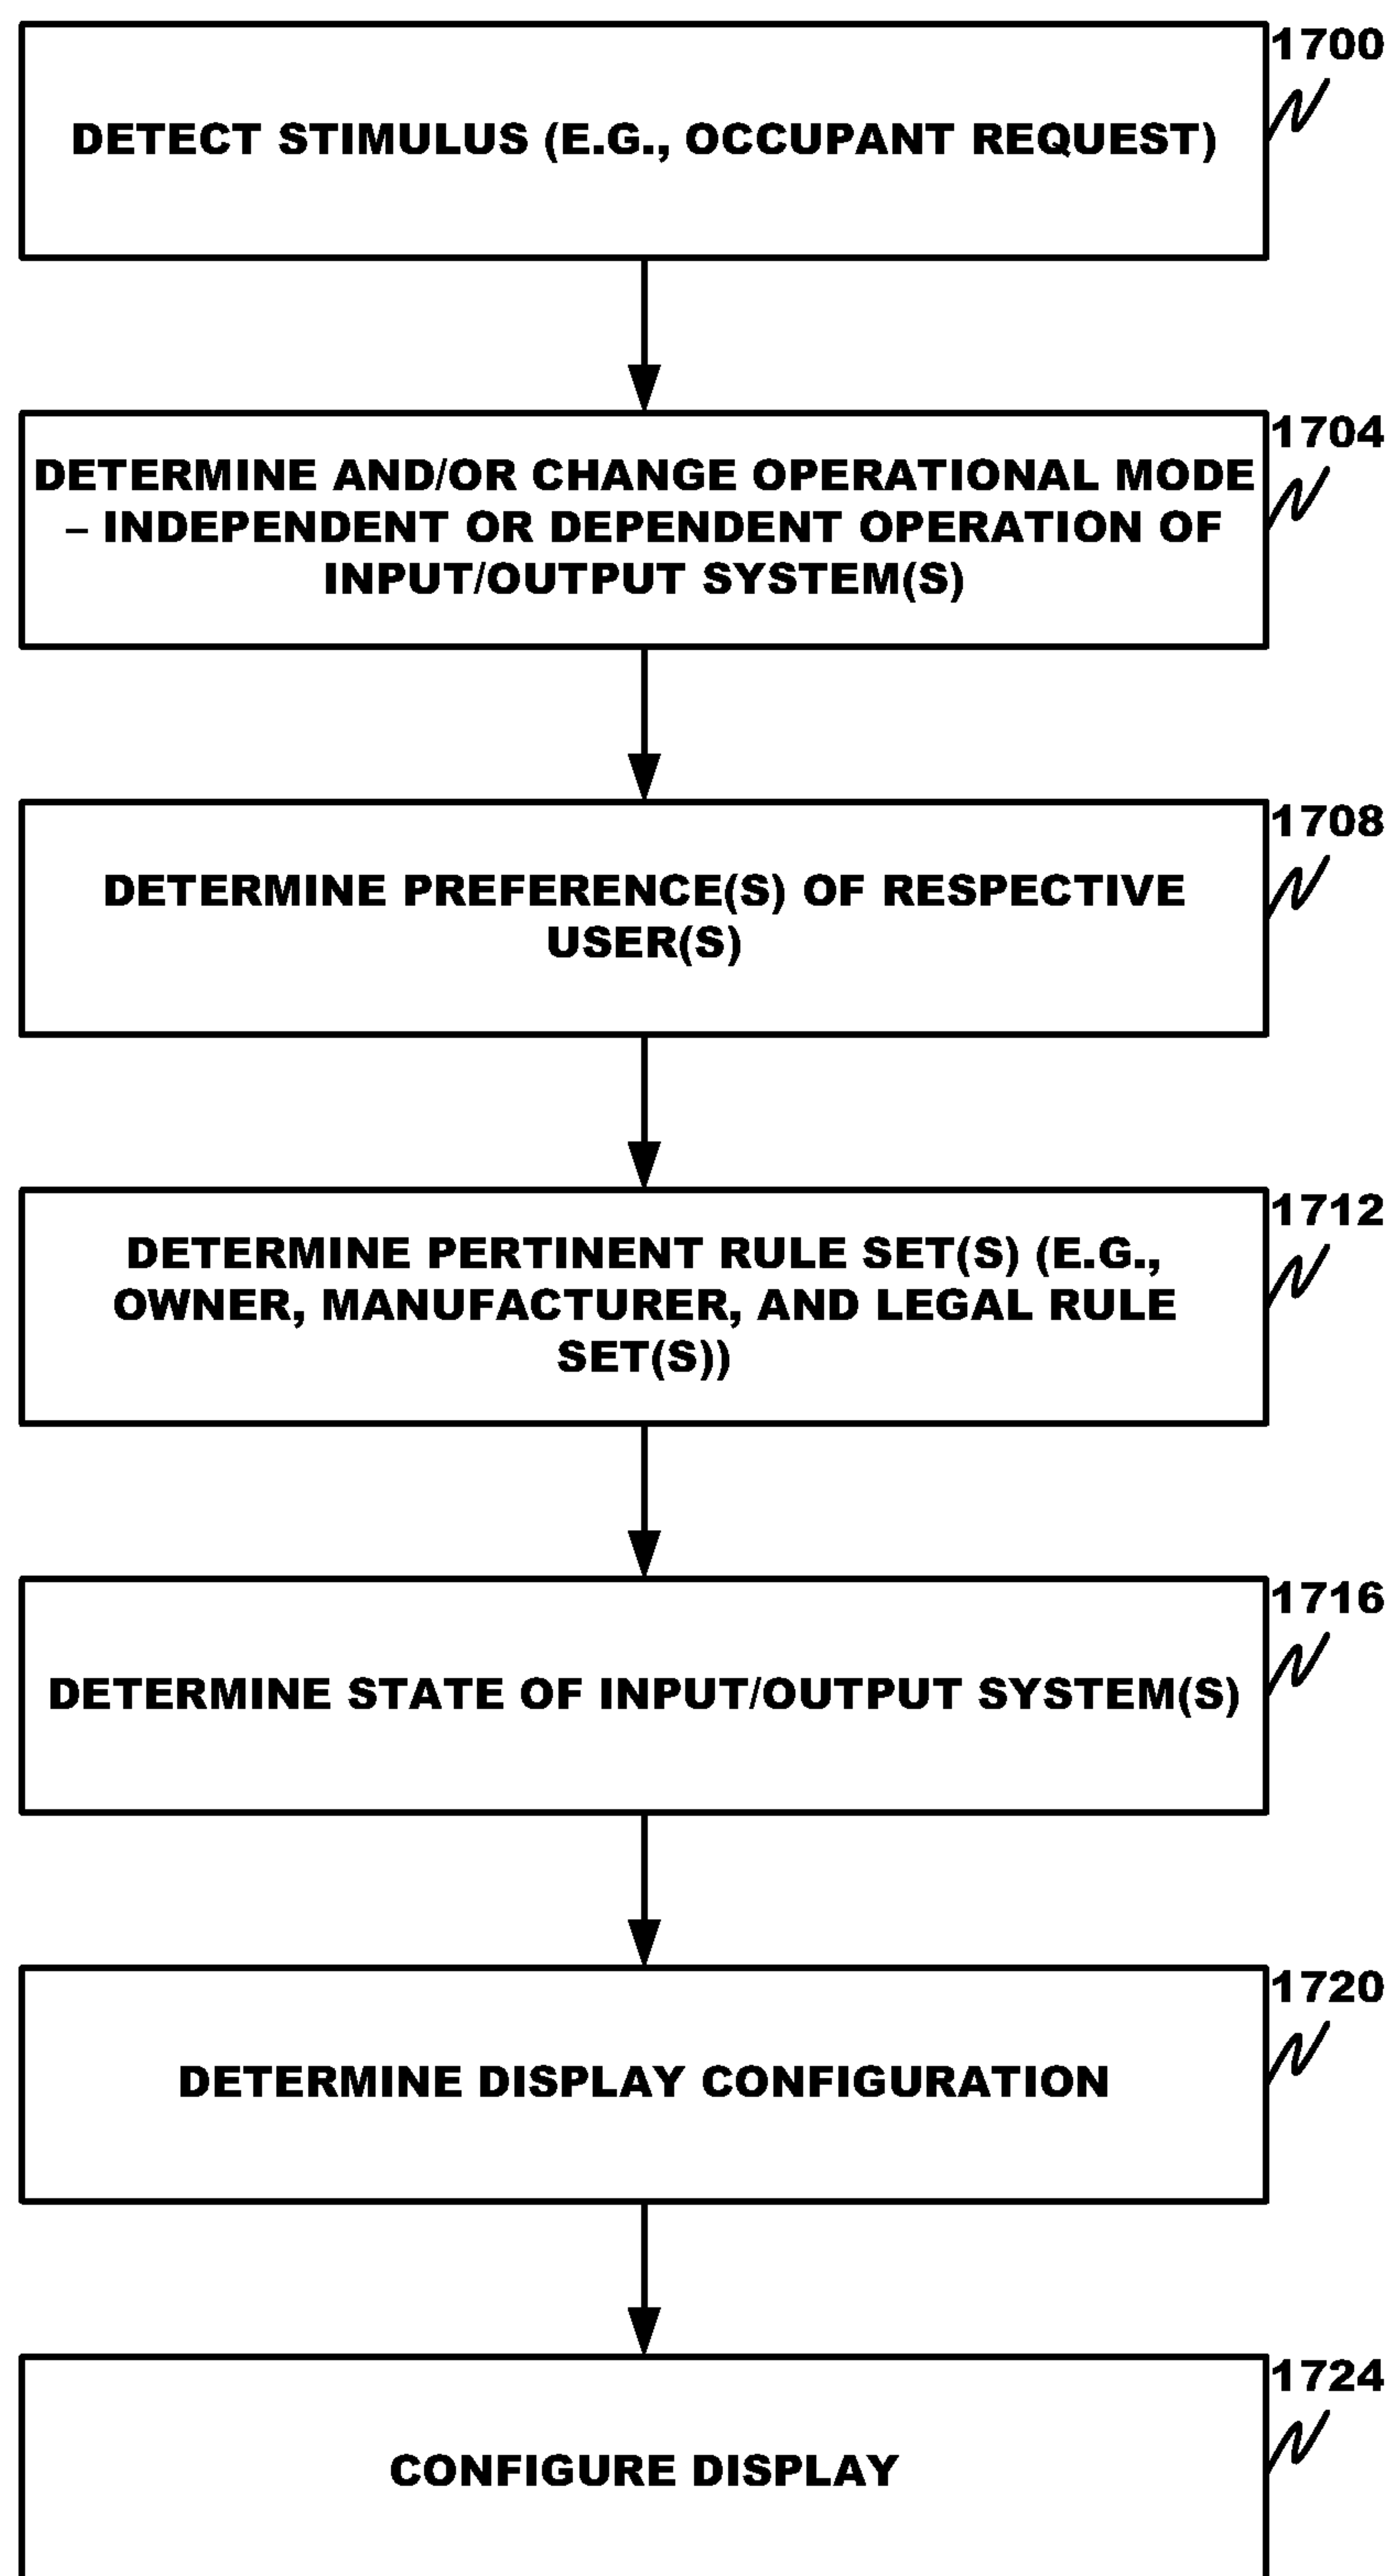 1700
DETECT STIMULUS (E.G., OCCUPANT REQUEST)
1704
DETERMINE AND/OR CHANGE OPERATIONAL MODE
– INDEPENDENT OR DEPENDENT OPERATION OF
INPUT/OUTPUT SYSTEM(S)
1708
DETERMINE PREFERENCE(S) OF RESPECTIVE
USER(S)
1712
DETERMINE PERTINENT RULE SET(S) (E.G.,
OWNER, MANUFACTURER, AND LEGAL RULE
SET(S))
1716
DETERMINE STATE OF INPUT/OUTPUT SYSTEM(S)
1720
DETERMINE DISPLAY CONFIGURATION
1724
CONFIGURE DISPLAY